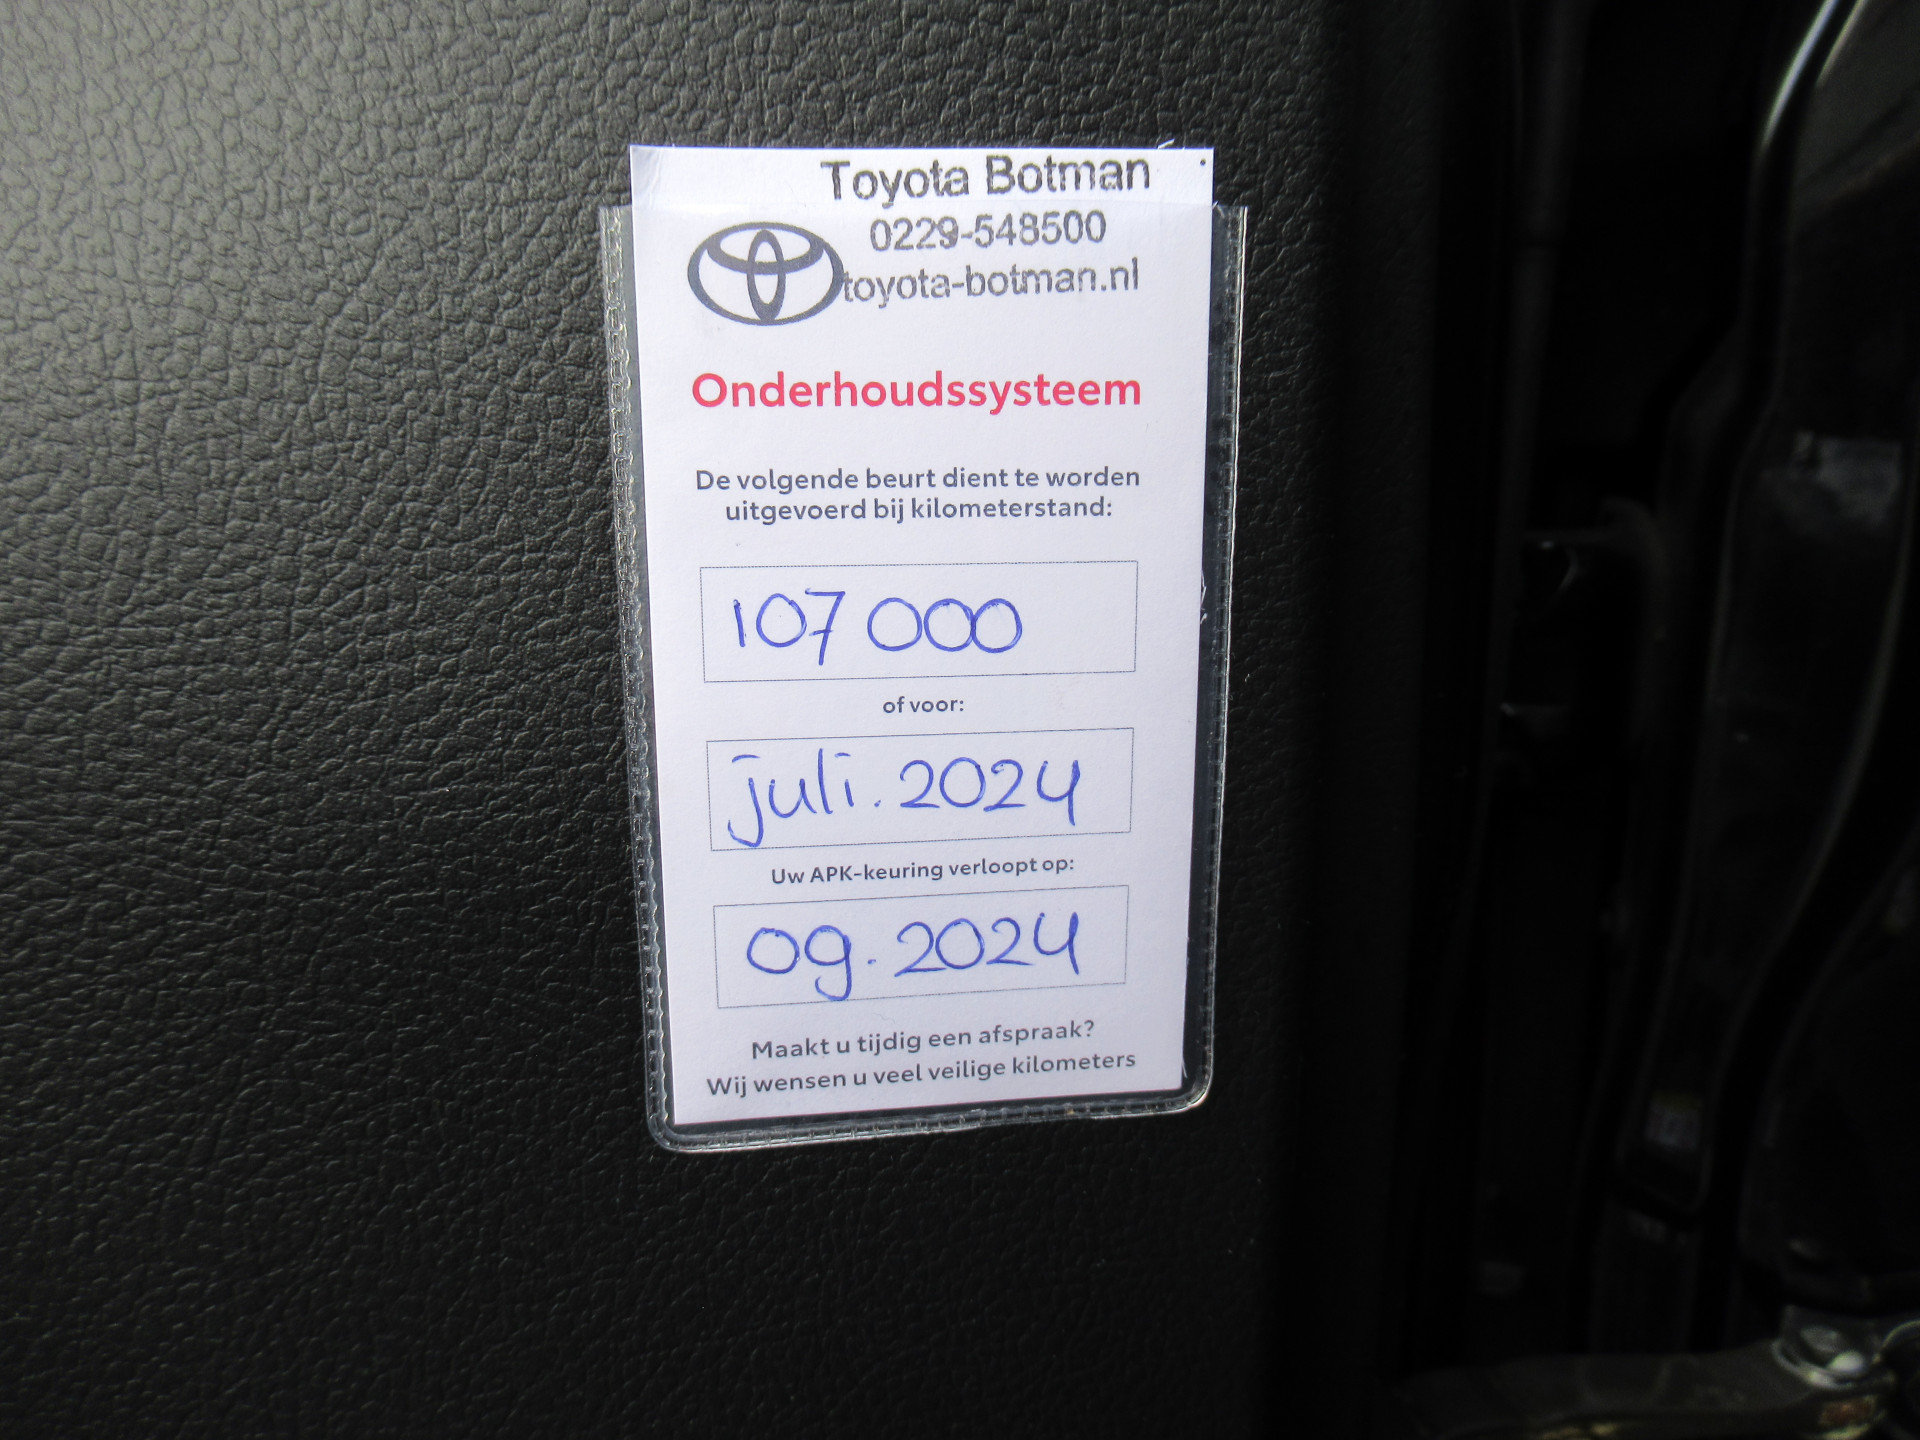 Toyota Botman
0229-548500
toyota-botman.nl
Onderhoudssysteem
De volgende beurt dient te worden
uitgevoerd bij kilometerstand:
107 000
of voor:
juli. 2024
Uw APK-keuring verloopt op:
09. 2024
Maakt u tijdig een afspraak?
Wij wensen u veel veilige kilometers